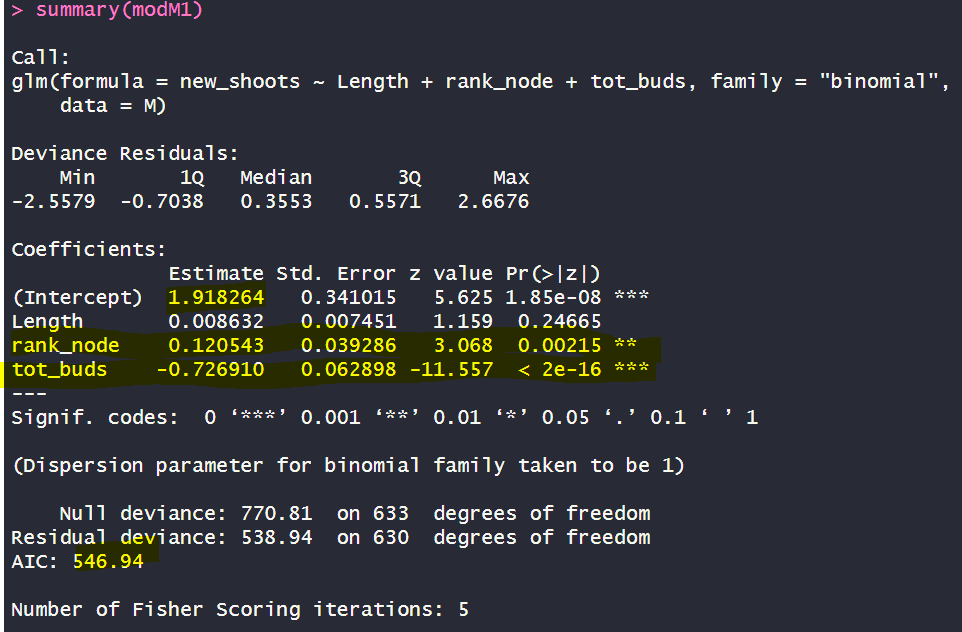 > summary(modM1)
Call:
glm(formula = new_shoots ~ Length + rank_node + tot_buds, family = "binomial",
    data = M)
Deviance Residuals:
    Min       1Q   Median       3Q      Max
-2.5579  -0.7038   0.3553   0.5571   2.6676
Coefficients:
             Estimate Std. Error z value Pr(>|z|)
(Intercept)  1.918264   0.341015   5.625 1.85e-08 ***
Length       0.008632   0.007451   1.159  0.24665
rank_node    0.120543   0.039286   3.068  0.00215 **
tot_buds    -0.726910   0.062898 -11.557  < 2e-16 ***
---
Signif. codes:  0 ‘***’ 0.001 ‘**’ 0.01 ‘*’ 0.05 ‘.’ 0.1 ‘ ’ 1
(Dispersion parameter for binomial family taken to be 1)
    Null deviance: 770.81  on 633  degrees of freedom
Residual deviance: 538.94  on 630  degrees of freedom
AIC: 546.94
Number of Fisher Scoring iterations: 5